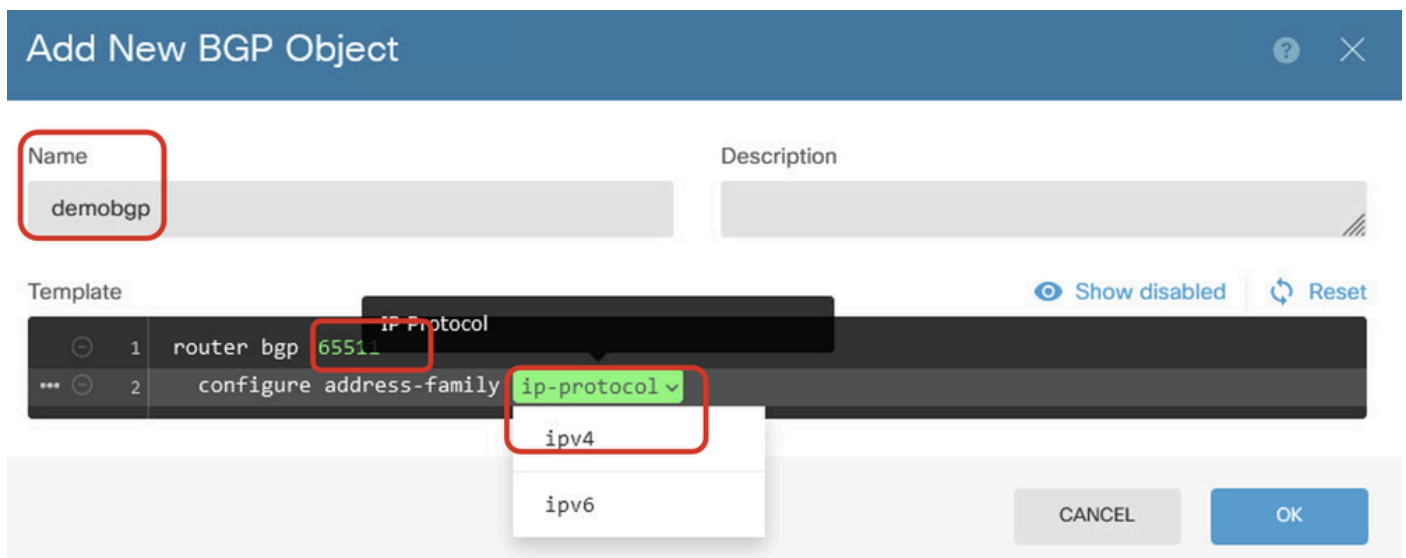 Add New BGP Object
Name
Description
demobgp
Template
Show disabled
Reset
IP Protocol
1 router bgp 65511
2 configure address-family ip-protocol
ipv4
ipv6
CANCEL
OK